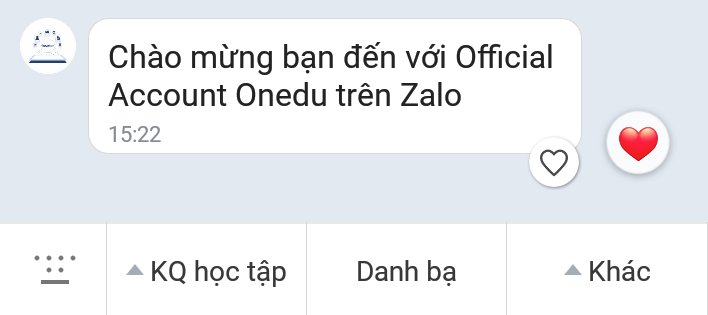 Chào mừng bạn đến với Official
Account Onedu trên Zalo
15:22
KQ học tập
Danh bạ
Khác